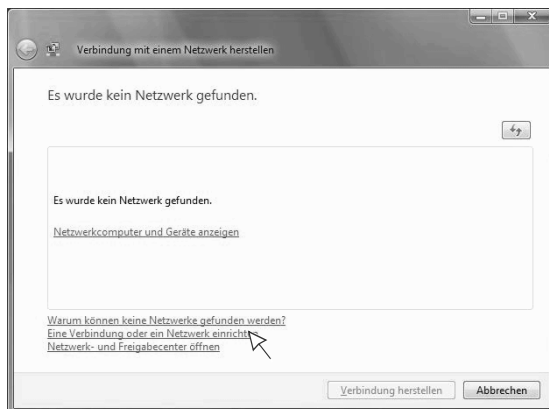 Verbindung mit einem Netzwerk herstellen
Es wurde kein Netzwerk gefunden.
Es wurde kein Netzwerk gefunden.
Netzwerkcomputer und Geräte anzeigen
Warum können keine Netzwerke gefunden werden?
Eine Verbindung oder ein Netzwerk einrichten
Netzwerk- und Freigabecenter öffnen
Verbindung herstellen
Abbrechen